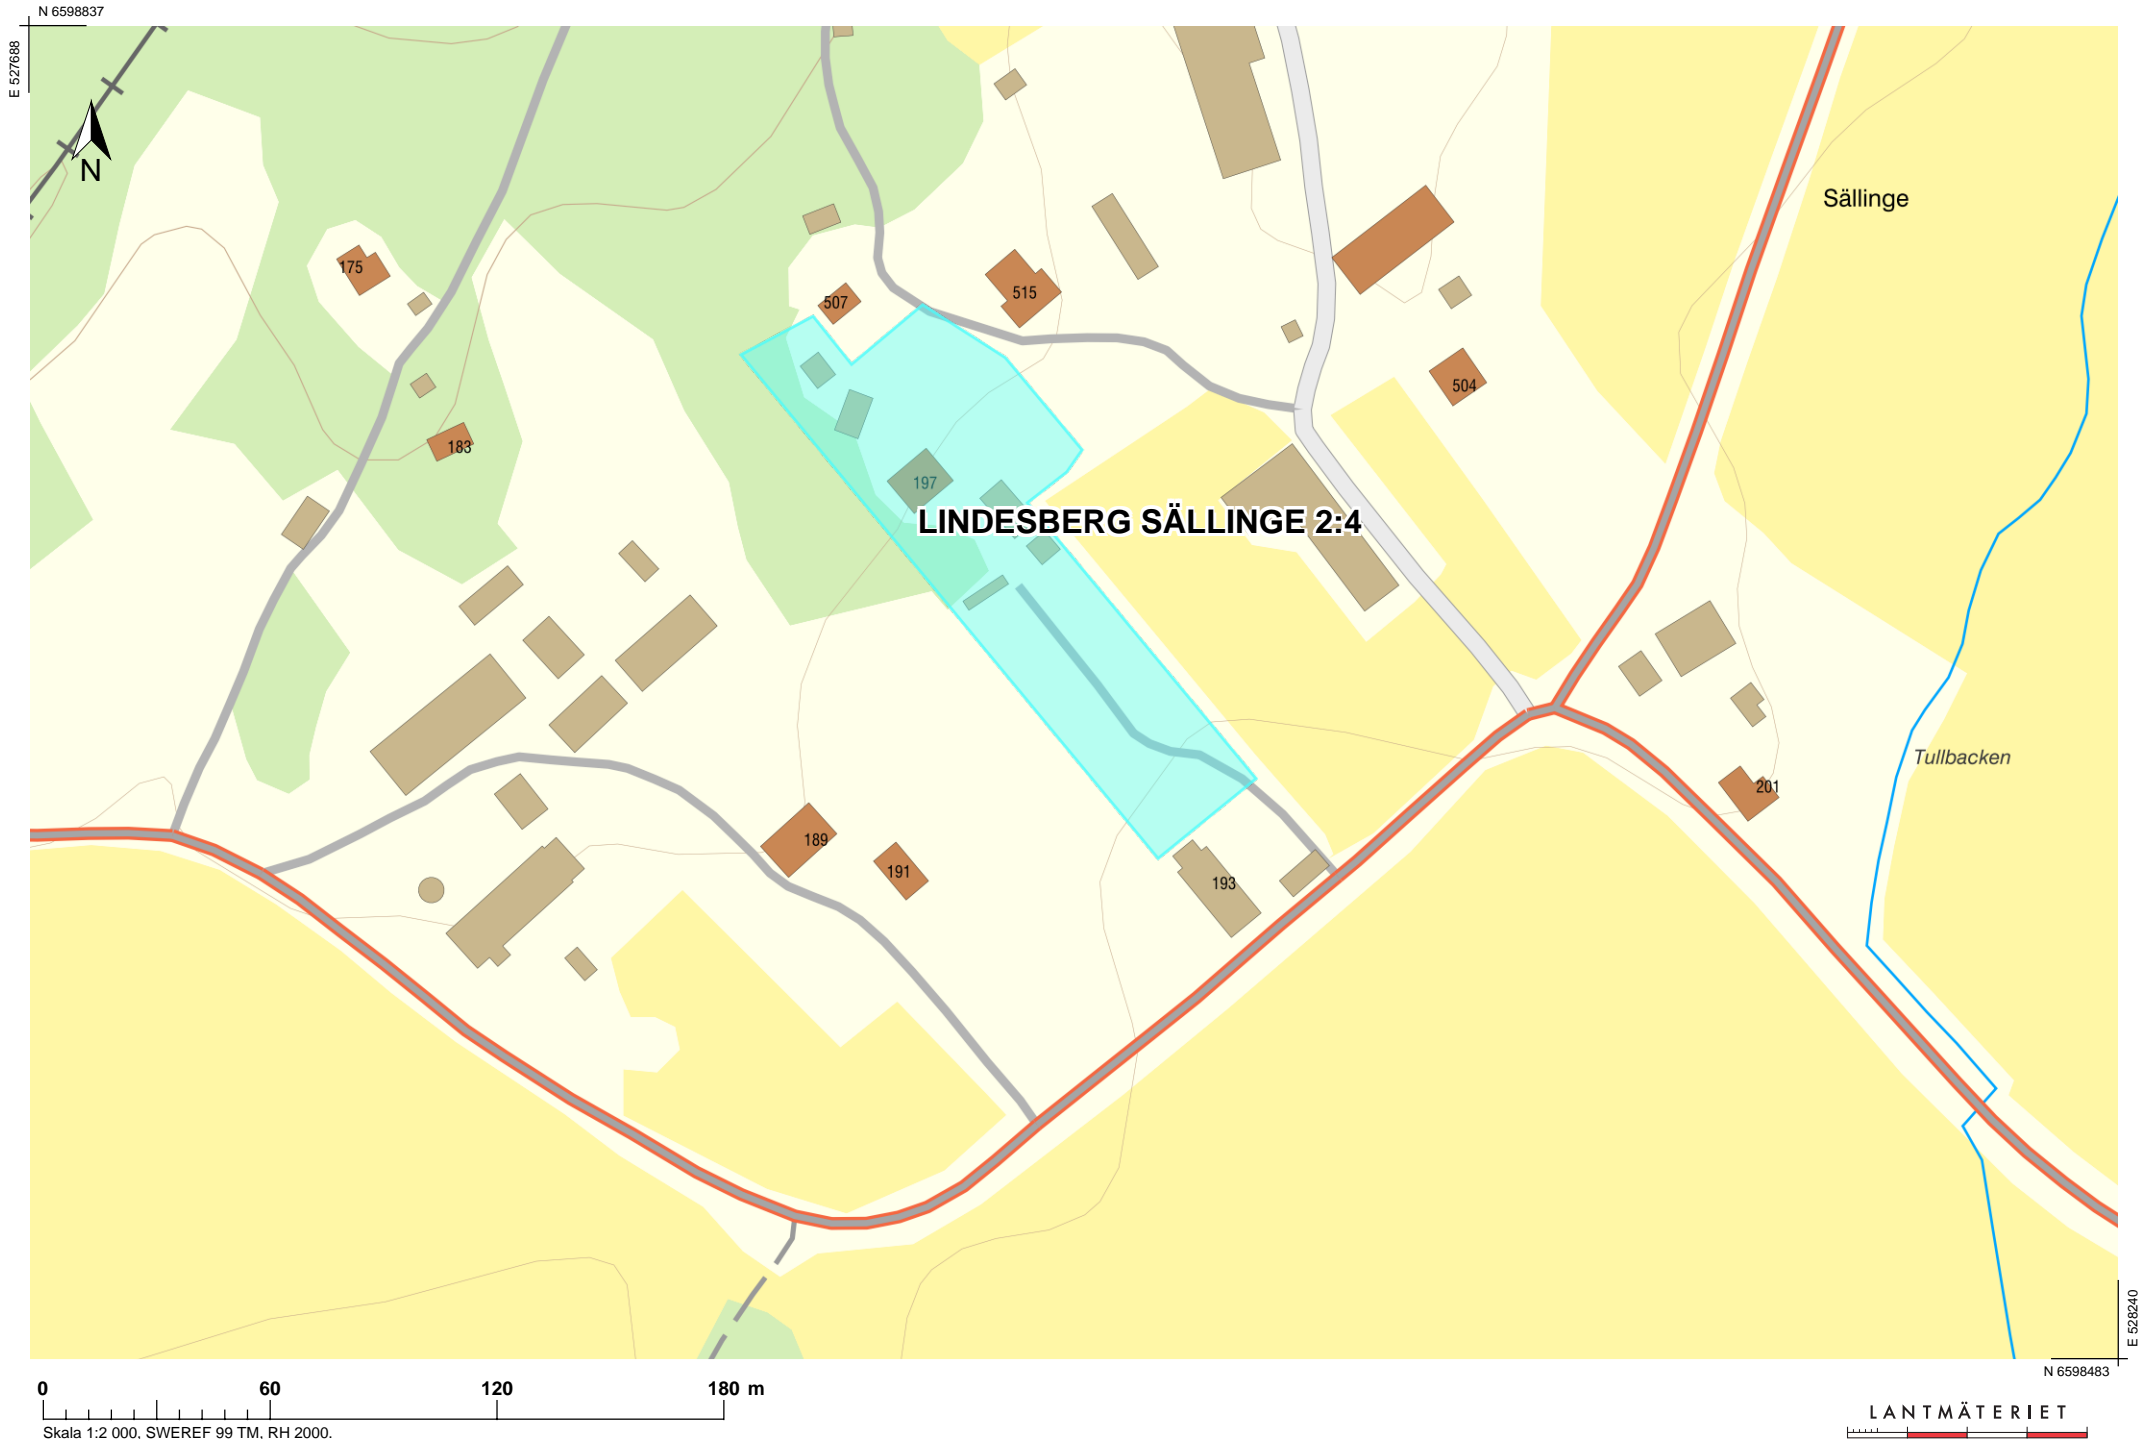 N 6598837
E 527688
N
Sällinge
175
507
515
504
183
197
LINDESBERG SÄLLINGE 2:4
Tullbacken
201
189
191
193
E 528240
N 6598483
0 60 120 180 m
Skala 1:2 000, SWEREF 99 TM, RH 2000.
LANTMÄTERIET